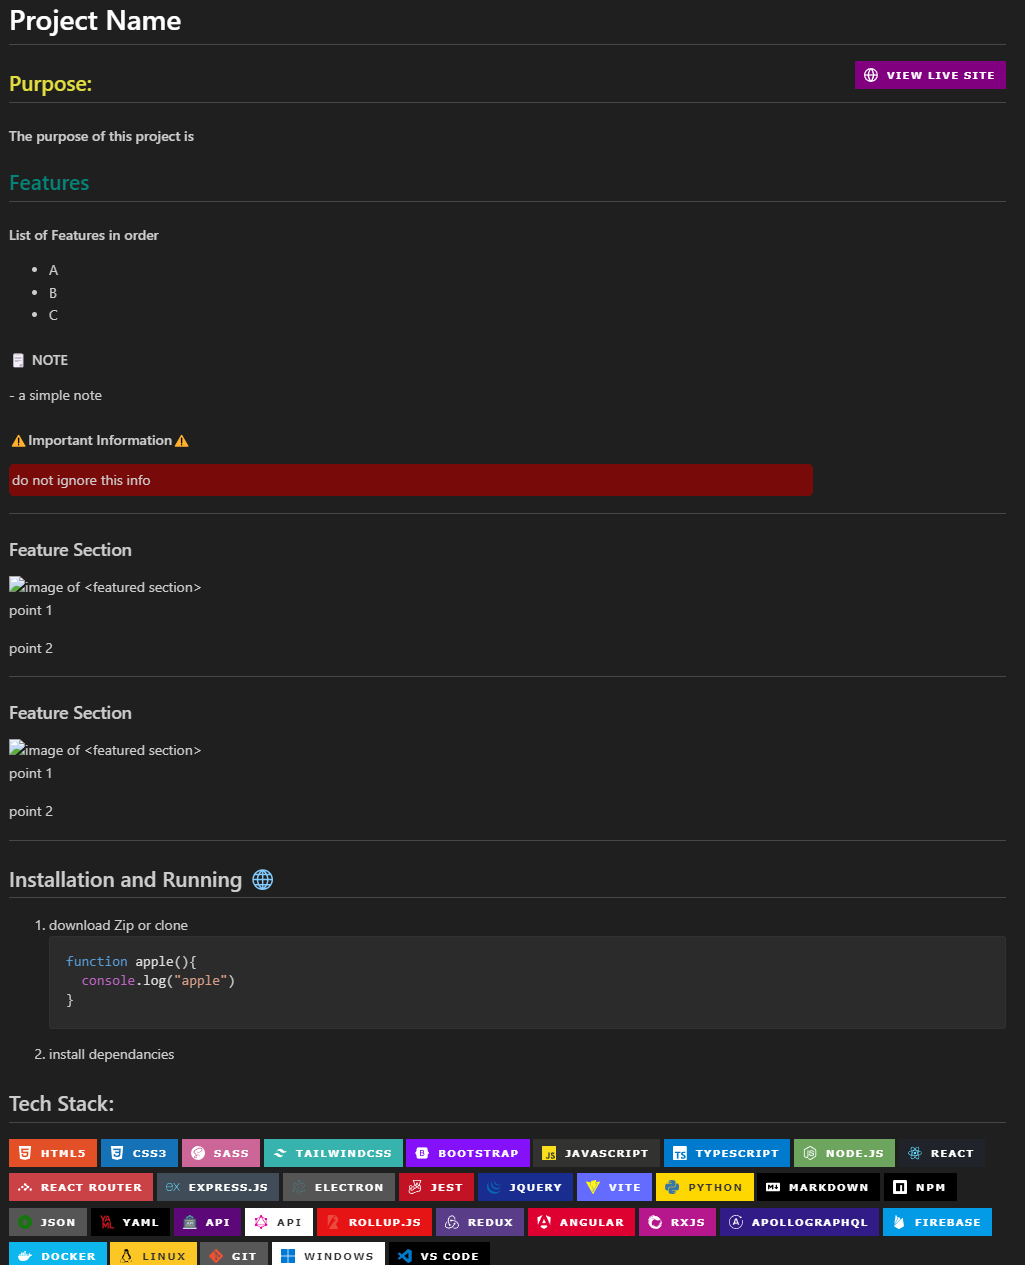 Project Name
Purpose:
VIEW LIVE SITE
The purpose of this project is
Features
List of Features in order
• A
• B
• C
NOTE
- a simple note
Important Information
do not ignore this info
Feature Section
image of <featured section>
point 1
point 2
Feature Section
image of <featured section>
point 1
point 2
Installation and Running
1. download Zip or clone
function apple(){
console.log("apple")
}
2. install dependancies
Tech Stack:
HTML5 CSS3 SASS TAILWINDCSS BOOTSTRAP JS JAVASCRIPT TS TYPESCRIPT NODE.JS REACT
REACT ROUTER EX EXPRESS.JS ELECTRON JEST JQUERY VITE PYTHON MARKDOWN NPM
JSON YAML YAML API API ROLLUP.JS REDUX ANGULAR RXJS APOLLOGRAPHQL FIREBASE
DOCKER LINUX GIT WINDOWS VS CODE